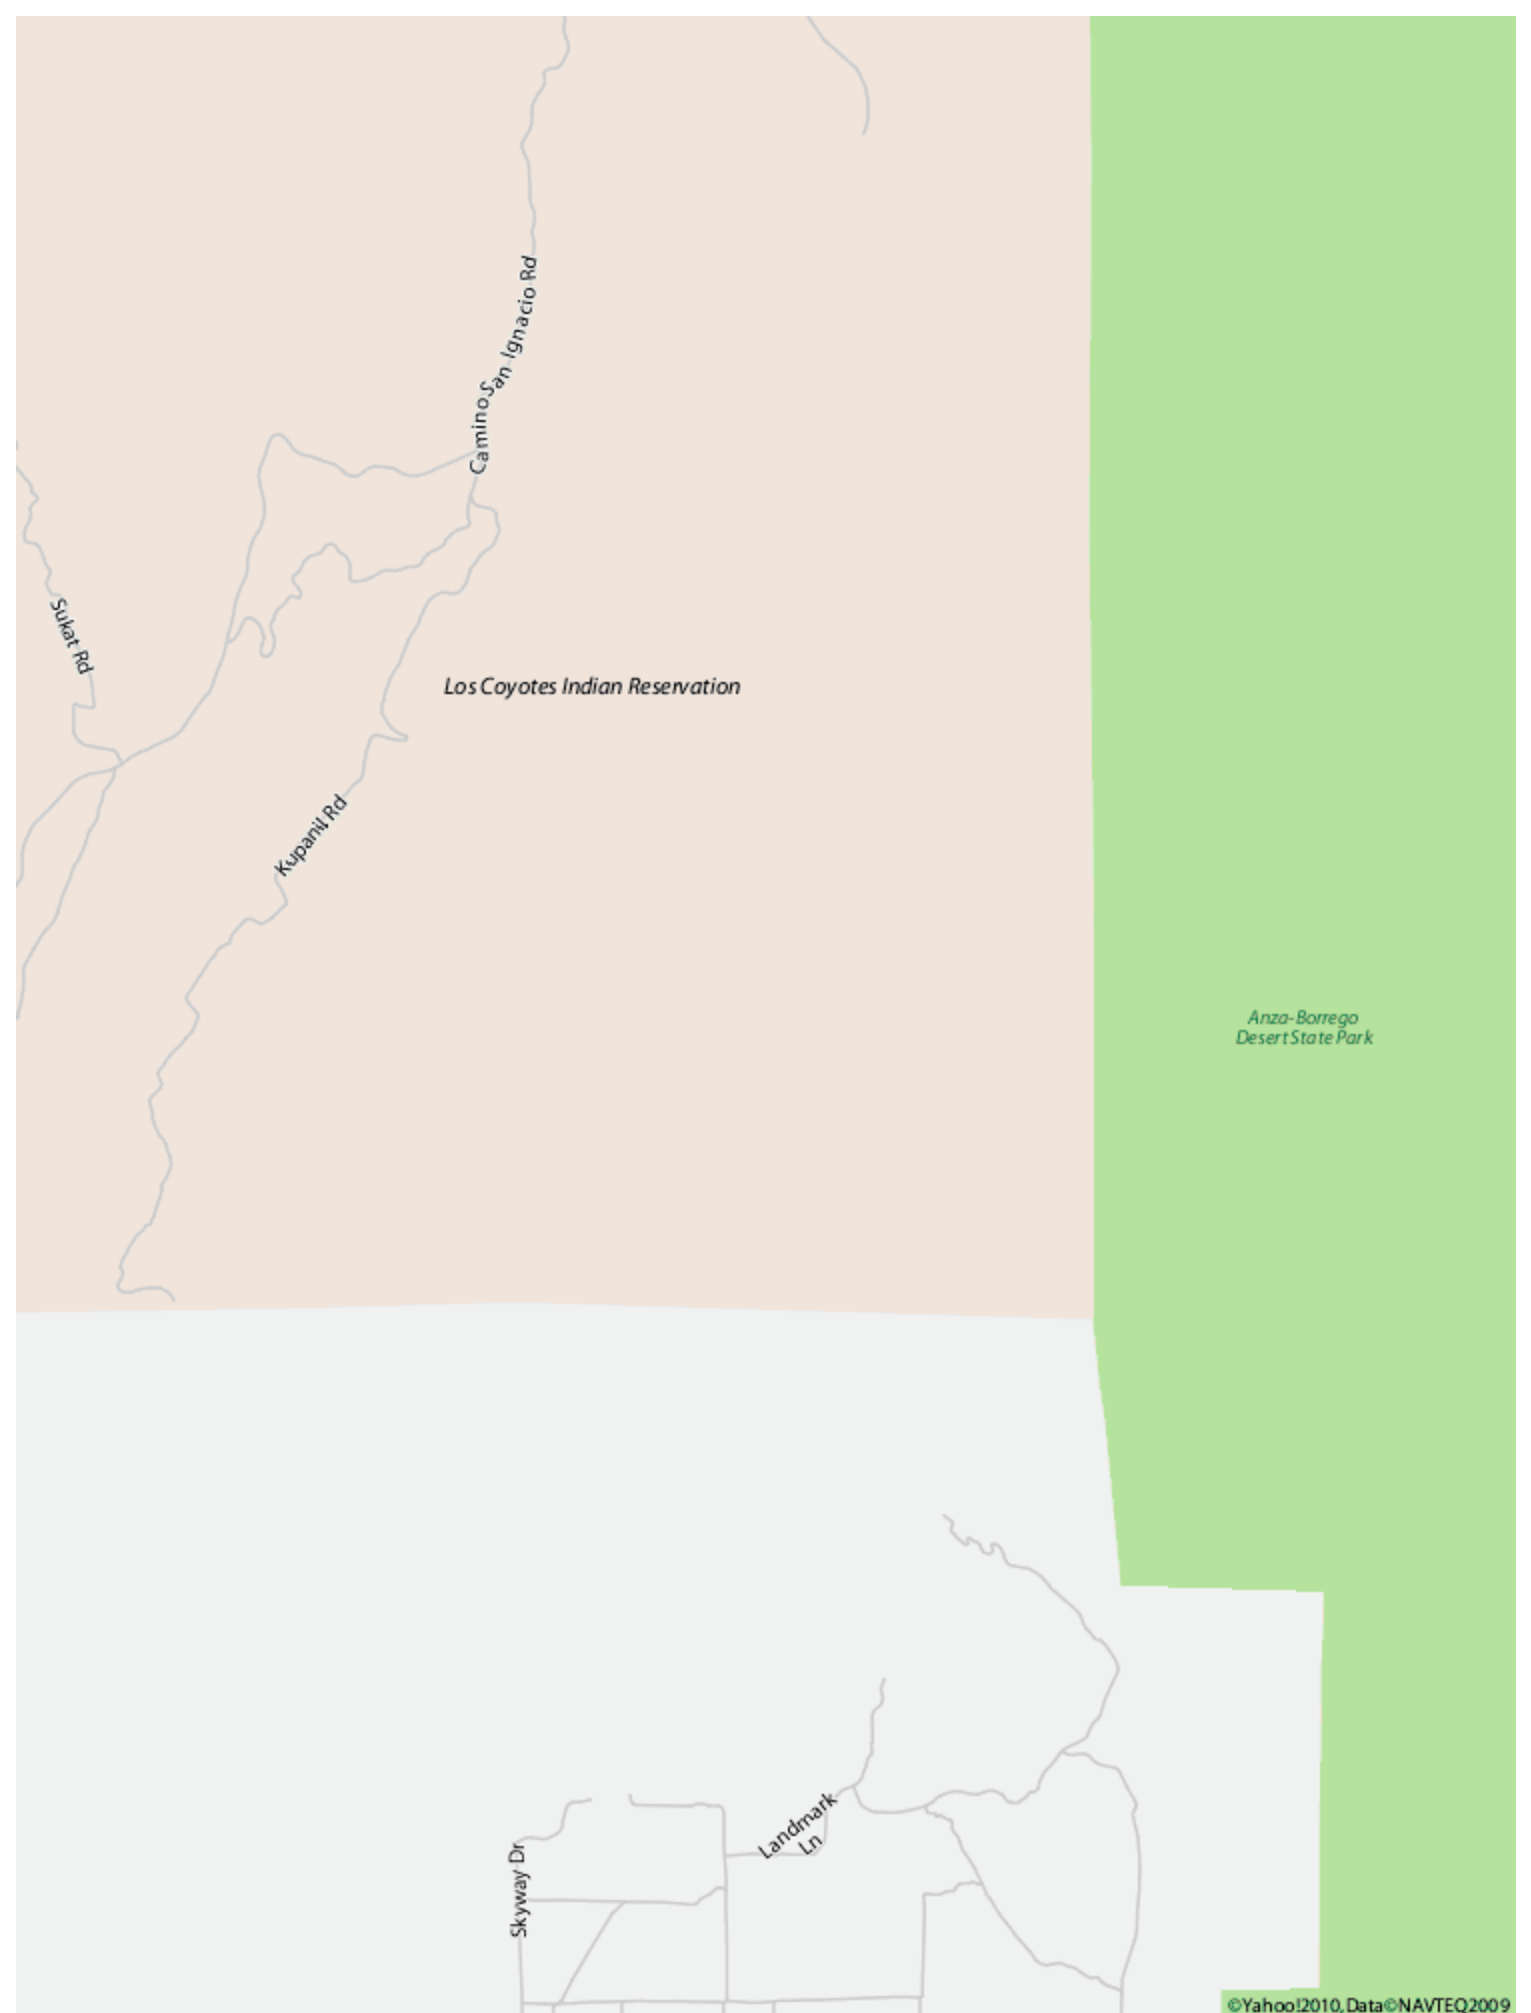 Camino San Ignacio Rd
Sukat Rd
Los Coyotes Indian Reservation
Kupanil Rd
Anza-Borrego
Desert State Park
Landmark
Ln
Skyway Dr
©Yahoo!2010, Data©NAVTEQ2009